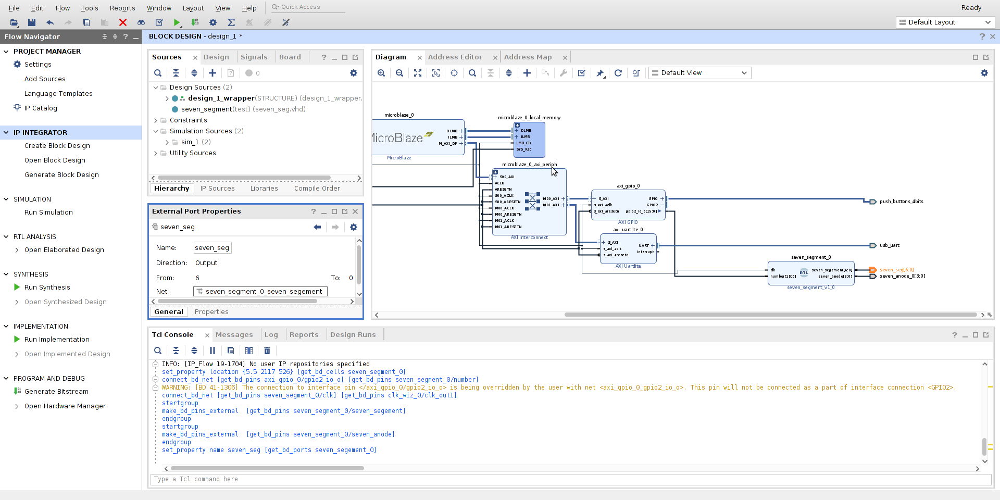 File Edit Flow Tools Reports Window Layout View Help Quick Access Ready
Default Layout
Flow Navigator ?
PROJECT MANAGER
Settings
Add Sources
Language Templates
IP Catalog
IP INTEGRATOR
Create Block Design
Open Block Design
Generate Block Design
SIMULATION
Run Simulation
RTL ANALYSIS
Open Elaborated Design
SYNTHESIS
Run Synthesis
Open Synthesized Design
IMPLEMENTATION
Run Implementation
Open Implemented Design
PROGRAM AND DEBUG
Generate Bitstream
Open Hardware Manager
BLOCK DESIGN - design_1 * ?
Sources Design Signals Board ?
0
Design Sources (2)
design_1_wrapper(STRUCTURE) (design_1_wrapper.
seven_segment(test) (seven_seg.vhd)
Constraints
Simulation Sources (2)
sim_1 (2)
Utility Sources
Hierarchy IP Sources Libraries Compile Order
External Port Properties ?
seven_seg
Name: seven_seg
Direction: Output
From: 6 To: 0
Net seven_segment_0_seven_segement
General Properties
Diagram Address Editor Address Map
Default View
microblaze_0
MicroBlaze
DLMB
ILMB
M_AXI_DP
MicroBlaze
microblaze_0_local_memory
DLMB
ILMB
LMB_Clk
SYS_Rst
microblaze_0_axi_periph
S00_AXI
ACLK
ARESETN
S00_ACLK
S00_ARESETN
M00_ACLK
M00_ARESETN
M01_ACLK
M01_ARESETN
M00_AXI
M01_AXI
AXI Interconnect
axi_gpio_0
S_AXI
s_axi_aclk
s_axi_aresetn
GPIO
GPIO2
gpio2_io_o[15:0]
AXI GPIO
axi_uartlite_0
S_AXI
s_axi_aclk
s_axi_aresetn
UART
interrupt
AXI Uartlite
seven_segment_0
clk
number[15:0]
RTL
seven_segement[6:0]
seven_anode[3:0]
seven_segment_v1_0
push_buttons_4bits
usb_uart
seven_seg[6:0]
seven_anode_0[3:0]
Tcl Console Messages Log Reports Design Runs ?
INFO: [IP_Flow 19-1704] No user IP repositories specified
set_property location {5.5 2117 526} [get_bd_cells seven_segment_0]
connect_bd_net [get_bd_pins axi_gpio_0/gpio2_io_o] [get_bd_pins seven_segment_0/number]
WARNING: [BD 41-1306] The connection to interface pin </axi_gpio_0/gpio2_io_o> is being overridden by the user with net <axi_gpio_0_gpio2_io_o>. This pin will not be connected as a part of interface connection <GPIO2>.
connect_bd_net [get_bd_pins seven_segment_0/clk] [get_bd_pins clk_wiz_0/clk_out1]
startgroup
make_bd_pins_external  [get_bd_pins seven_segment_0/seven_segement]
endgroup
startgroup
make_bd_pins_external  [get_bd_pins seven_segment_0/seven_anode]
endgroup
set_property name seven_seg [get_bd_ports seven_segement_0]
Type a Tcl command here